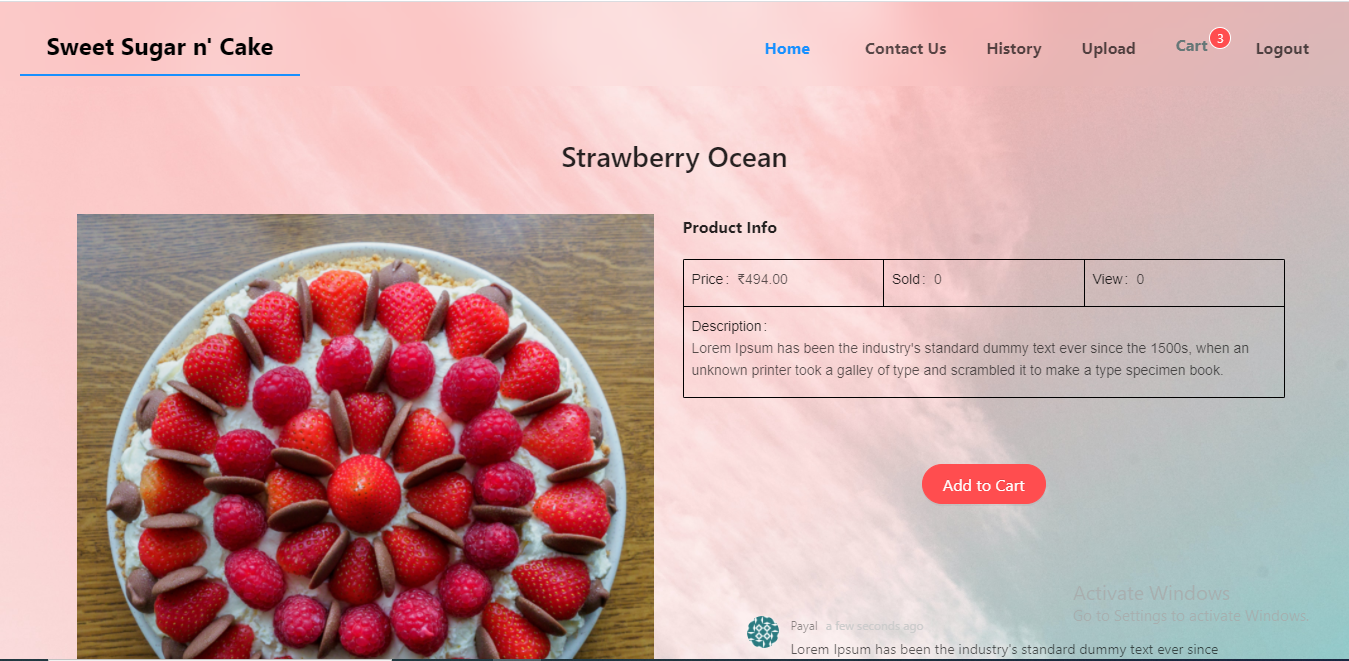 Sweet Sugar n' Cake
Home
Contact Us
History
Upload
Cart
3
Logout
Strawberry Ocean
Product Info
Price: ₹494.00
Sold: 0
View: 0
Description:
Lorem Ipsum has been the industry's standard dummy text ever since the 1500s, when an
unknown printer took a galley of type and scrambled it to make a type specimen book.
Add to Cart
Activate Windows
Go to Settings to activate Windows
Payal a few seconds ago
Lorem Ipsum has been the industry's standard dummy text ever since